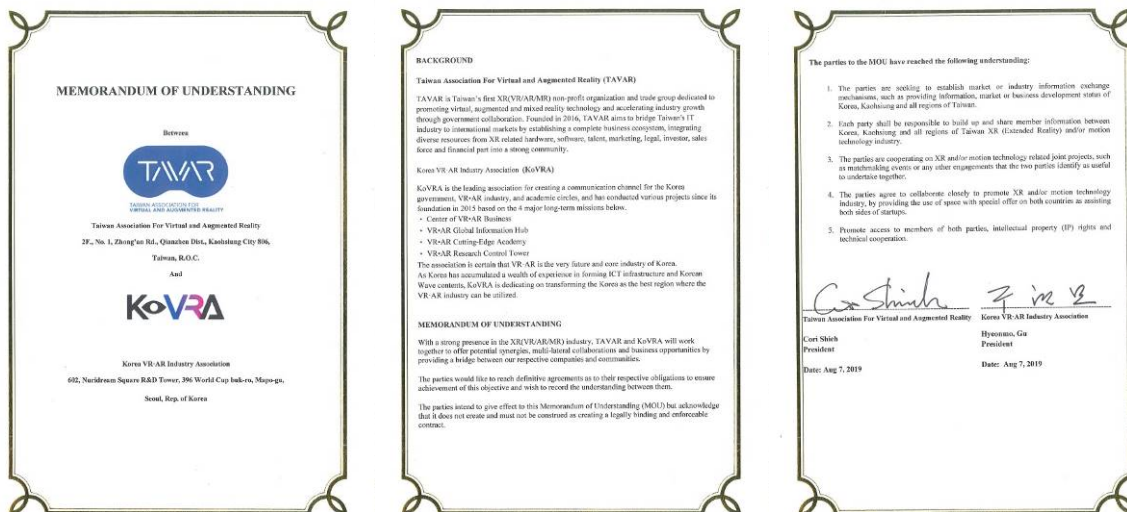 MEMORANDUM OF UNDERSTANDING
Between
TAVAR
TAIWAN ASSOCIATION FOR
VIRTUAL AND AUGMENTED REALITY
Taiwan Association For Virtual and Augmented Reality
2F., No. 1, Zhong'an Rd., Qianzhen Dist., Kaohsiung City 806,
Taiwan, R.O.C.
And
KoVRA
Korea VR·AR Industry Association
602, Nuridream Square R&D Tower, 396 World Cup buk-ro, Mapo-gu,
Seoul, Rep. of Korea
BACKGROUND
Taiwan Association For Virtual and Augmented Reality (TAVAR)
TAVAR is Taiwan's first XR(VR/AR/MR) non-profit organization and trade group dedicated to
promoting virtual, augmented and mixed reality technology and accelerating industry growth
through government collaboration. Founded in 2016, TAVAR aims to bridge Taiwan's IT
industry to international markets by establishing a complete business ecosystem, integrating
diverse resources from XR related hardware, software, talent, marketing, legal, investor, sales
force and financial part into a strong community.
Korea VR·AR Industry Association (KoVRA)
KoVRA is the leading association for creating a communication channel for the Korea
government, VR•AR industry, and academic circles, and has conducted various projects since its
foundation in 2015 based on the 4 major long-term missions below.
• Center of VR•AR Business
• VR•AR Global Information Hub
• VR•AR Cutting-Edge Academy
• VR•AR Research Control Tower
The association is certain that VR·AR is the very future and core industry of Korea.
As Korea has accumulated a wealth of experience in forming ICT infrastructure and Korean
Wave contents, KoVRA is dedicating on transforming the Korea as the best region where the
VR·AR industry can be utilized.
MEMORANDUM OF UNDERSTANDING
With a strong presence in the XR(VR/AR/MR) industry, TAVAR and KoVRA will work
together to offer potential synergies, multi-lateral collaborations and business opportunities by
providing a bridge between our respective companies and communities.
The parties would like to reach definitive agreements as to their respective obligations to ensure
achievement of this objective and wish to record the understanding between them.
The parties intend to give effect to this Memorandum of Understanding (MOU) but acknowledge
that it does not create and must not be construed as creating a legally binding and enforceable
contract.
The parties to the MOU have reached the following understanding:
1. The parties are seeking to establish market or industry information exchange
mechanisms, such as providing information, market or business development status of
Korea, Kaohsiung and all regions of Taiwan.
2. Each party shall be responsible to build up and share member information between
Korea, Kaohsiung and all regions of Taiwan XR (Extended Reality) and/or motion
technology industry.
3. The parties are cooperating on XR and/or motion technology related joint projects, such
as matchmaking events or any other engagements that the two parties identify as useful
to undertake together.
4. The parties agree to collaborate closely to promote XR and/or motion technology
industry, by providing the use of space with special offer on both countries as assisting
both sides of startups.
5. Promote access to members of both parties, intellectual property (IP) rights and
technical cooperation.
Taiwan Association For Virtual and Augmented Reality
Cori Shieh
President
Date: Aug 7, 2019
Korea VR·AR Industry Association
Hyeonmo, Gu
President
Date: Aug 7, 2019